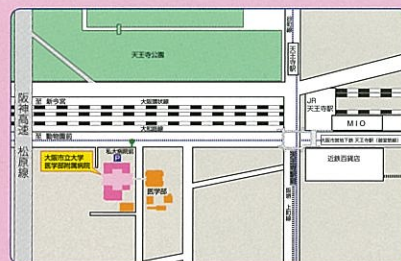 天王寺公園
天王寺駅
阪神高速 松原線
至 新今宮
大阪環状線
大和路線
至 動物園前
JR
天王寺駅
MIO
近鉄百貨店
大阪市立大学
医学部附属病院
P
医学部
上町線